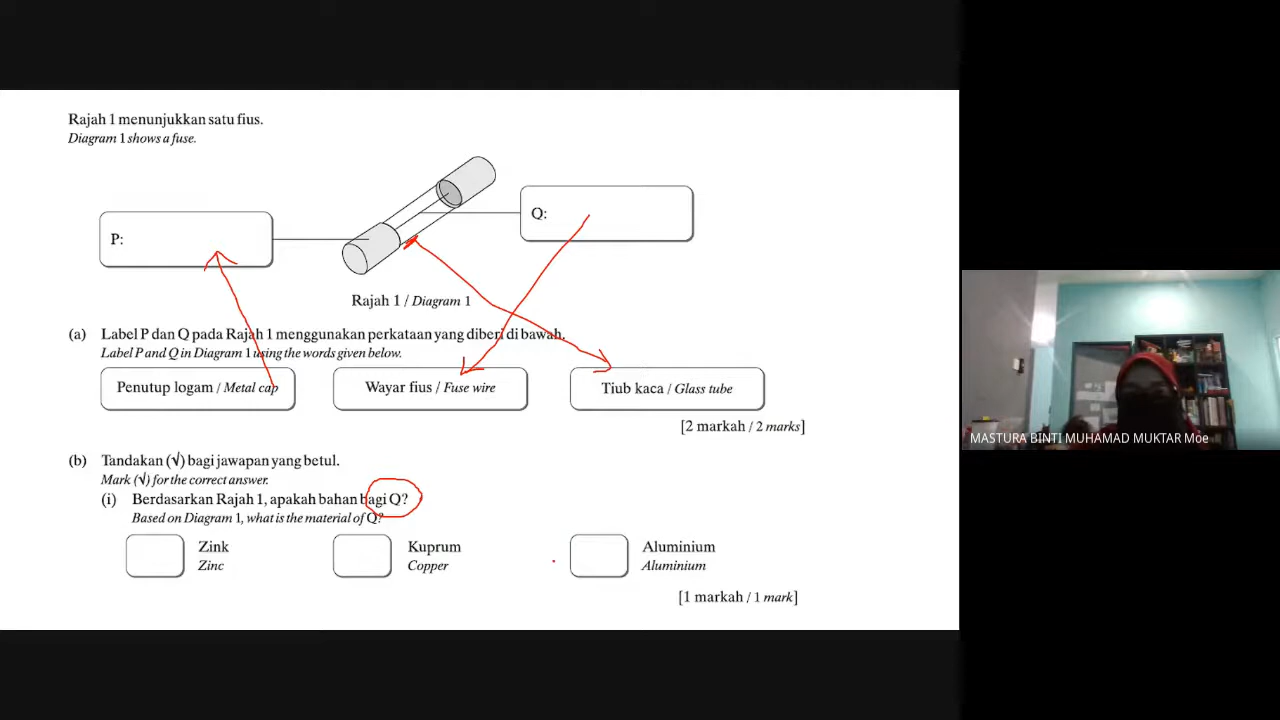 Rajah 1 menunjukkan satu fius.
Diagram 1 shows a fuse.
P:
Q:
Rajah 1 / Diagram 1
(a) Label P dan Q pada Rajah 1 menggunakan perkataan yang diberi di bawah.
Label P and Q in Diagram 1 using the words given below.
Penutup logam / Metal cap
Wayar fius / Fuse wire
Tiub kaca / Glass tube
[2 markah / 2 marks]
(b) Tandakan (√) bagi jawapan yang betul.
Mark (√) for the correct answer.
(i) Berdasarkan Rajah 1, apakah bahan bagi Q?
Based on Diagram 1, what is the material of Q?
Zink
Zinc
Kuprum
Copper
Aluminium
Aluminium
[1 markah / 1 mark]
MASTURA BINTI MUHAMAD MUKTAR Moe